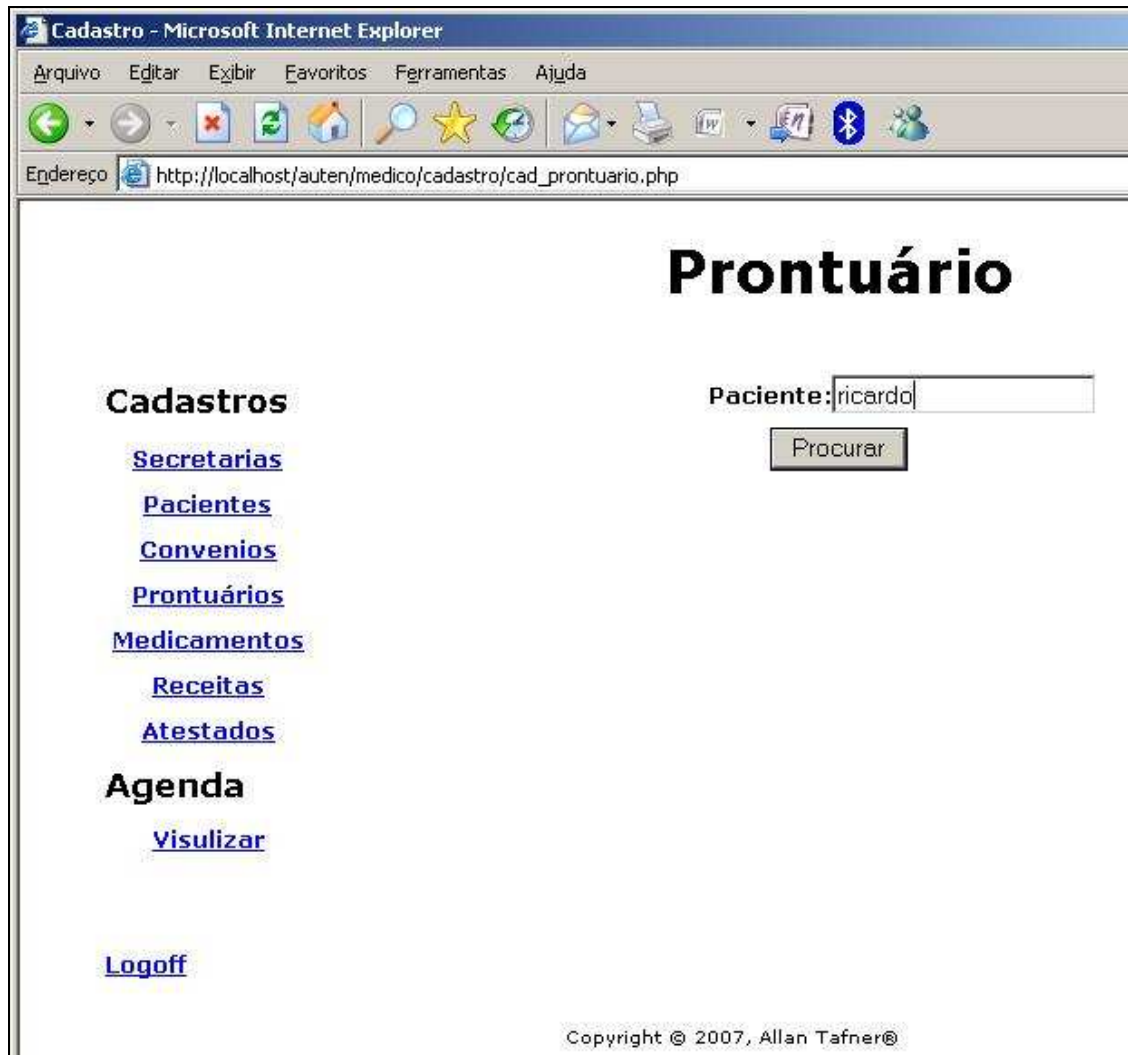 Cadastro - Microsoft Internet Explorer
Arquivo Editar Exibir Favoritos Ferramentas Ajuda
Endereço http://localhost/auten/medico/cadastro/cad_prontuario.php
Prontuário
Cadastros
Secretarias
Pacientes
Convenios
Prontuários
Medicamentos
Receitas
Atestados
Agenda
Visulizar
Logoff
Paciente: ricardo
Procurar
Copyright © 2007, Allan Tafner®